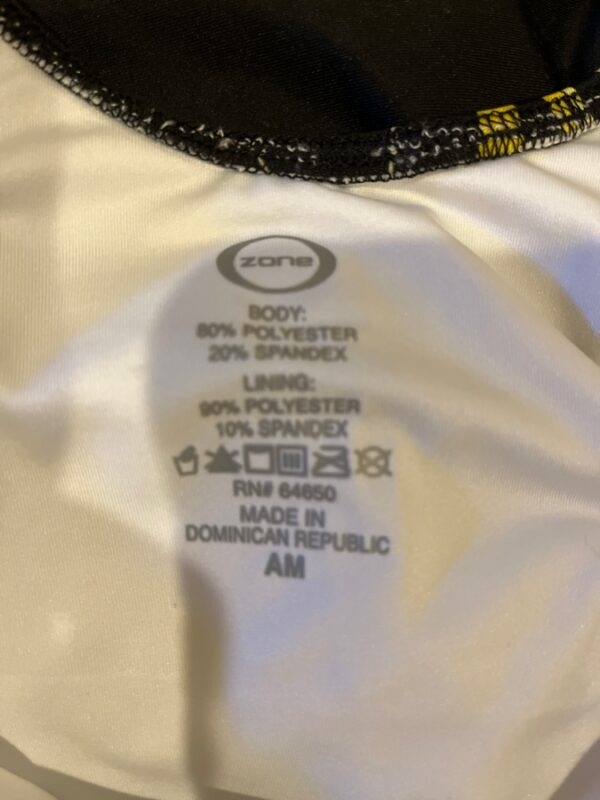 zone
BODY:
80% POLYESTER
20% SPANDEX
LINING:
90% POLYESTER
10% SPANDEX
RN# 64650
MADE IN
DOMINICAN REPUBLIC
AM